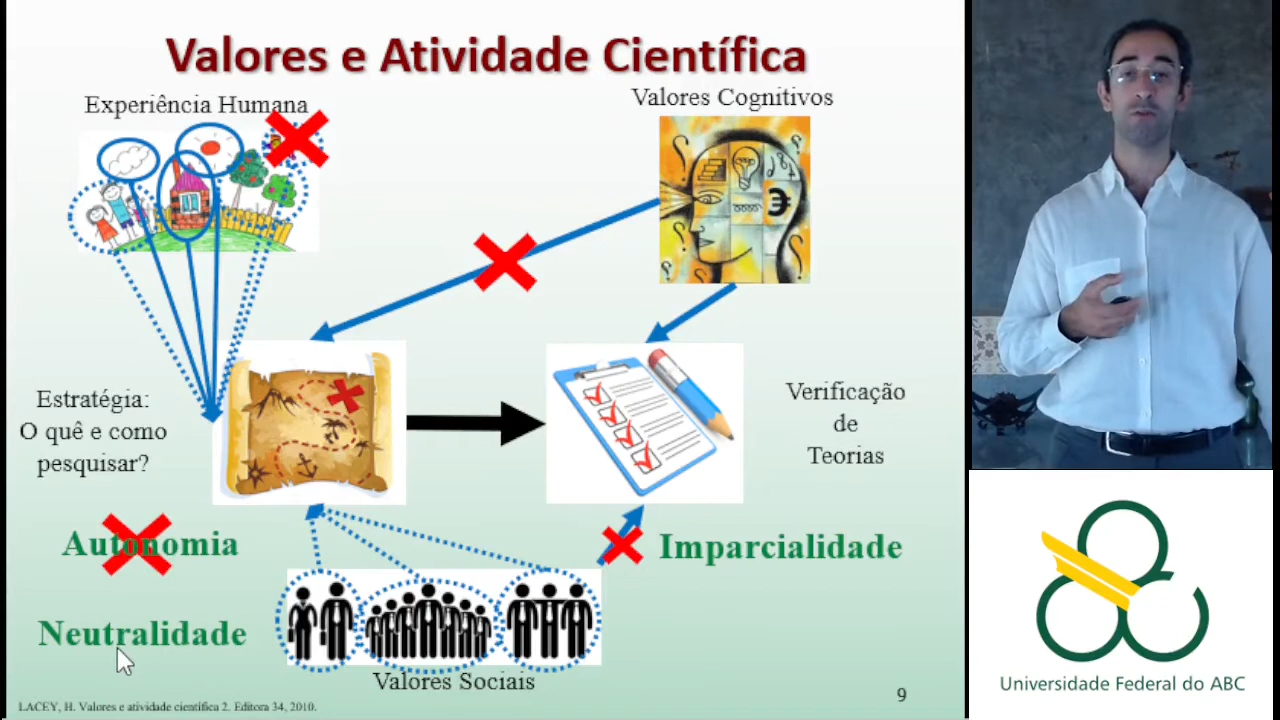 Valores e Atividade Científica
Experiência Humana
Valores Cognitivos
Estratégia:
O quê e como
pesquisar?
Verificação
de
Teorias
Autonomia
Imparcialidade
Neutralidade
Valores Sociais
LACEY, H. Valores e atividade científica 2. Editora 34, 2010.
9
Universidade Federal do ABC